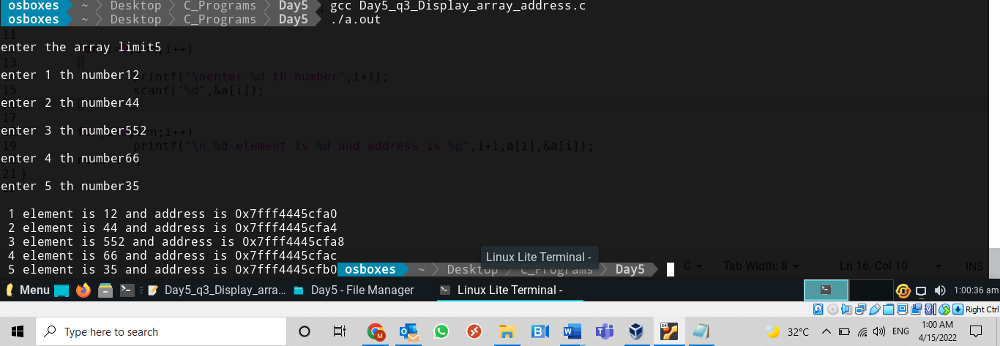 osboxes ~ Desktop C_Programs Day5 gcc Day5_q3_Display_array_address.c
osboxes ~ Desktop C_Programs Day5 ./a.out
11
enter the array limit5
i++)
13 {
enter 1 th number12
printf("\nenter %d th number",i+1);
15 scanf("%d",&a[i]);
enter 2 th number44
17
enter 3 th number552
n;i++)
19 printf("\n %d element is %d and address is %p",i+1,a[i],&a[i]);
enter 4 th number66
21 }
enter 5 th number35
1 element is 12 and address is 0x7fff4445cfa0
2 element is 44 and address is 0x7fff4445cfa4
3 element is 552 and address is 0x7fff4445cfa8
4 element is 66 and address is 0x7fff4445cfac
Linux Lite Terminal -
5 element is 35 and address is 0x7fff4445cfb0 osboxes ~ Desktop C_Programs Day5
C Tab Width: 8 Ln 16, Col 10 INS
Menu Day5_q3_Display_arra... Day5 - File Manager Linux Lite Terminal - 1:00:36 am
Right Ctrl
Type here to search 32°C ENG 1:00 AM
4/15/2022